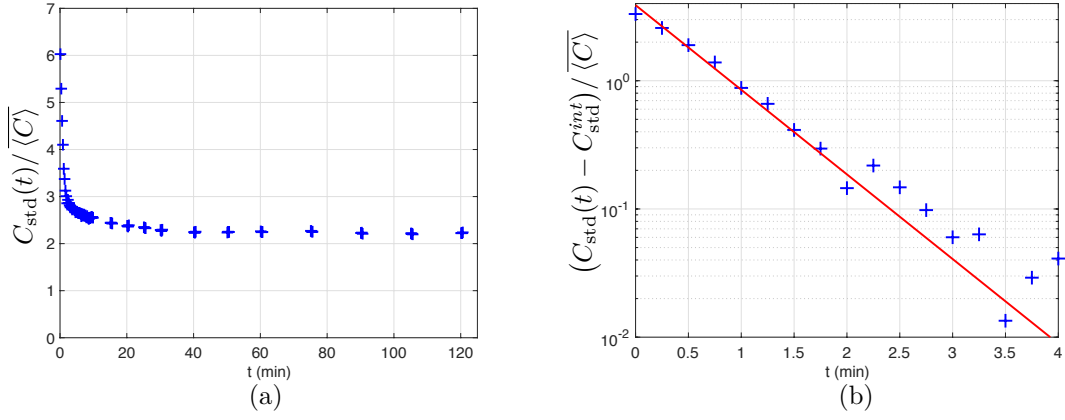 7
6
5
4
3
2
1
0
0 20 40 60 80 100 120
t (min)
C_std(t)/⟨C⟩
(a)
10^0
10^-1
10^-2
0 0.5 1 1.5 2 2.5 3 3.5 4
t (min)
(C_std(t) − C_std^int)/⟨C⟩
(b)